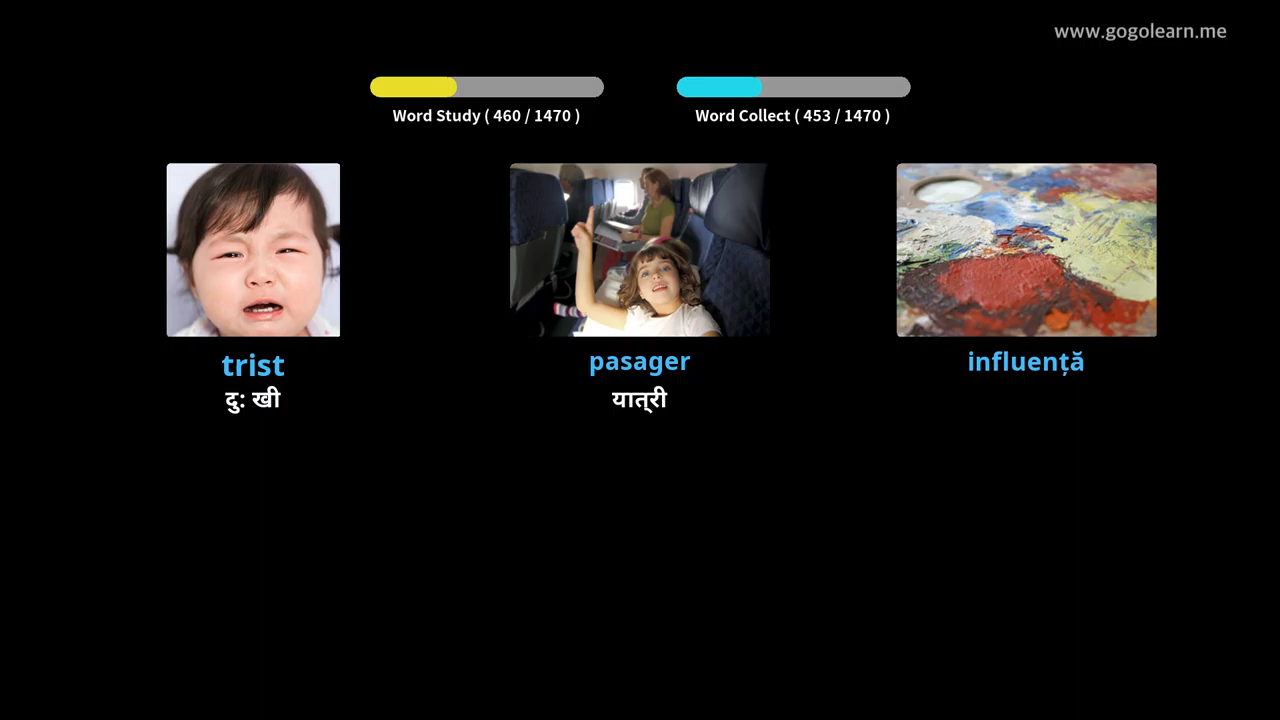 www.gogolearn.me
Word Study ( 460 / 1470 )
Word Collect ( 453 / 1470 )
trist
pasager
influență
दु: खी
यात्री